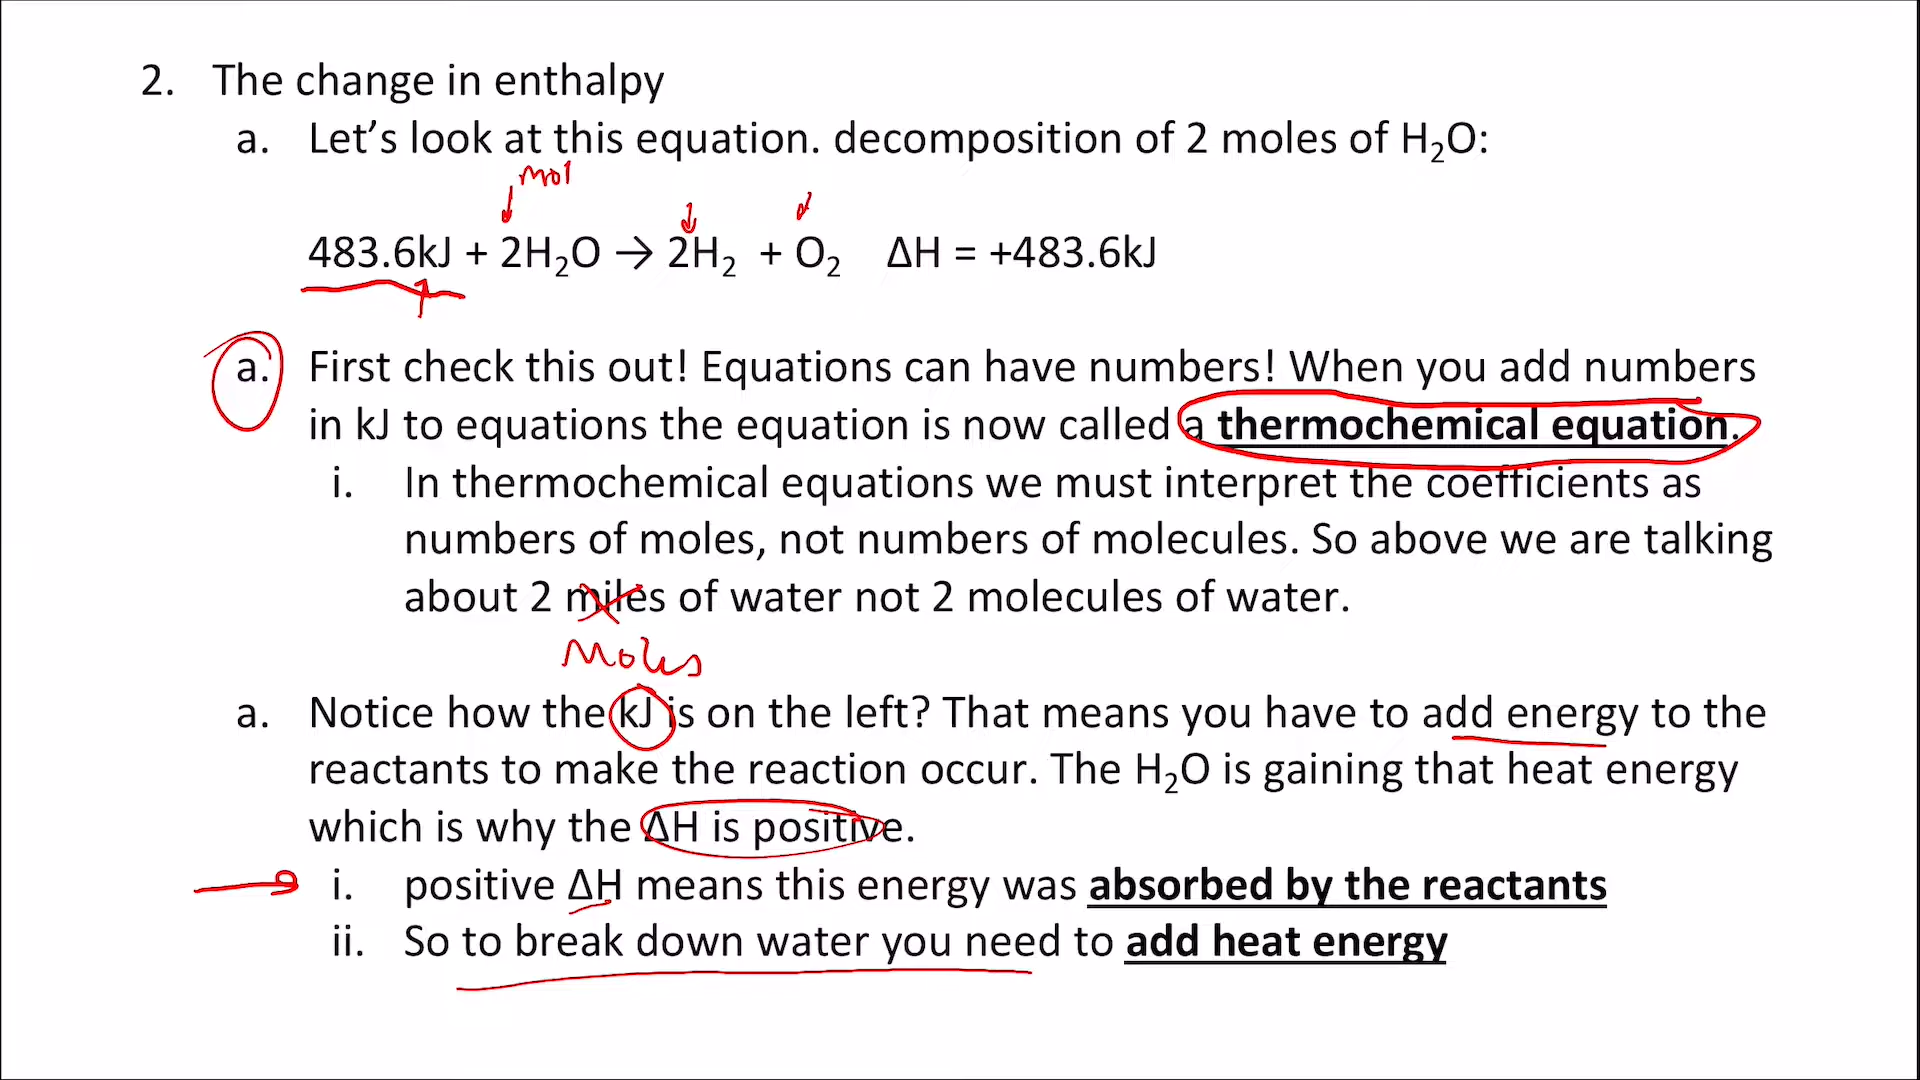 2. The change in enthalpy
a. Let’s look at this equation. decomposition of 2 moles of H₂O:
mol
483.6kJ + 2H₂O → 2H₂ + O₂ ΔH = +483.6kJ
a. First check this out! Equations can have numbers! When you add numbers
in kJ to equations the equation is now called a thermochemical equation.
i. In thermochemical equations we must interpret the coefficients as
numbers of moles, not numbers of molecules. So above we are talking
about 2 miles of water not 2 molecules of water.
Moles
a. Notice how the kJ is on the left? That means you have to add energy to the
reactants to make the reaction occur. The H₂O is gaining that heat energy
which is why the ΔH is positive.
i. positive ΔH means this energy was absorbed by the reactants
ii. So to break down water you need to add heat energy